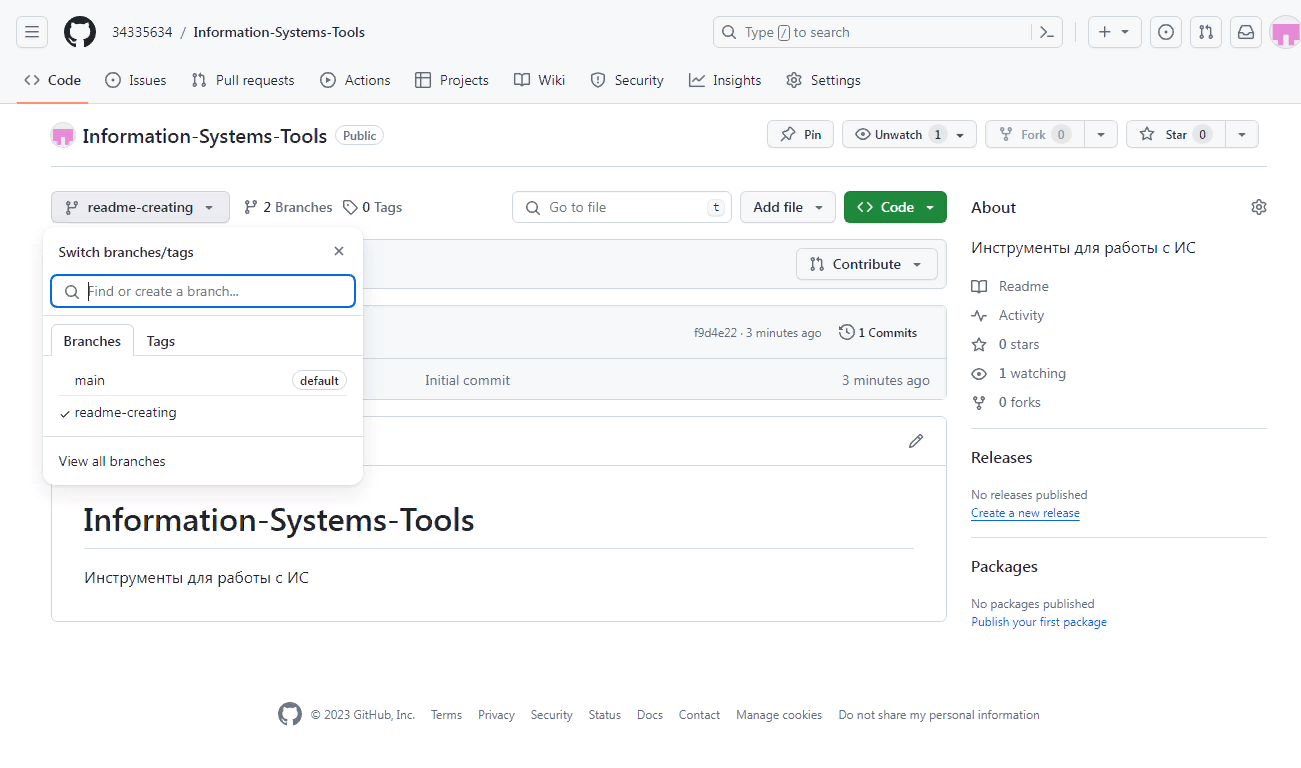 34335634 / Information-Systems-Tools
Type / to search
Code Issues Pull requests Actions Projects Wiki Security Insights Settings
Information-Systems-Tools Public
Pin Unwatch 1 Fork 0 Star 0
readme-creating 2 Branches 0 Tags
Go to file t Add file Code
Switch branches/tags
Find or create a branch...
Branches Tags
main default
readme-creating
View all branches
Contribute
f9d4e22 · 3 minutes ago 1 Commits
Initial commit 3 minutes ago
Information-Systems-Tools
Инструменты для работы с ИС
About
Инструменты для работы с ИС
Readme
Activity
0 stars
1 watching
0 forks
Releases
No releases published
Create a new release
Packages
No packages published
Publish your first package
© 2023 GitHub, Inc. Terms Privacy Security Status Docs Contact Manage cookies Do not share my personal information